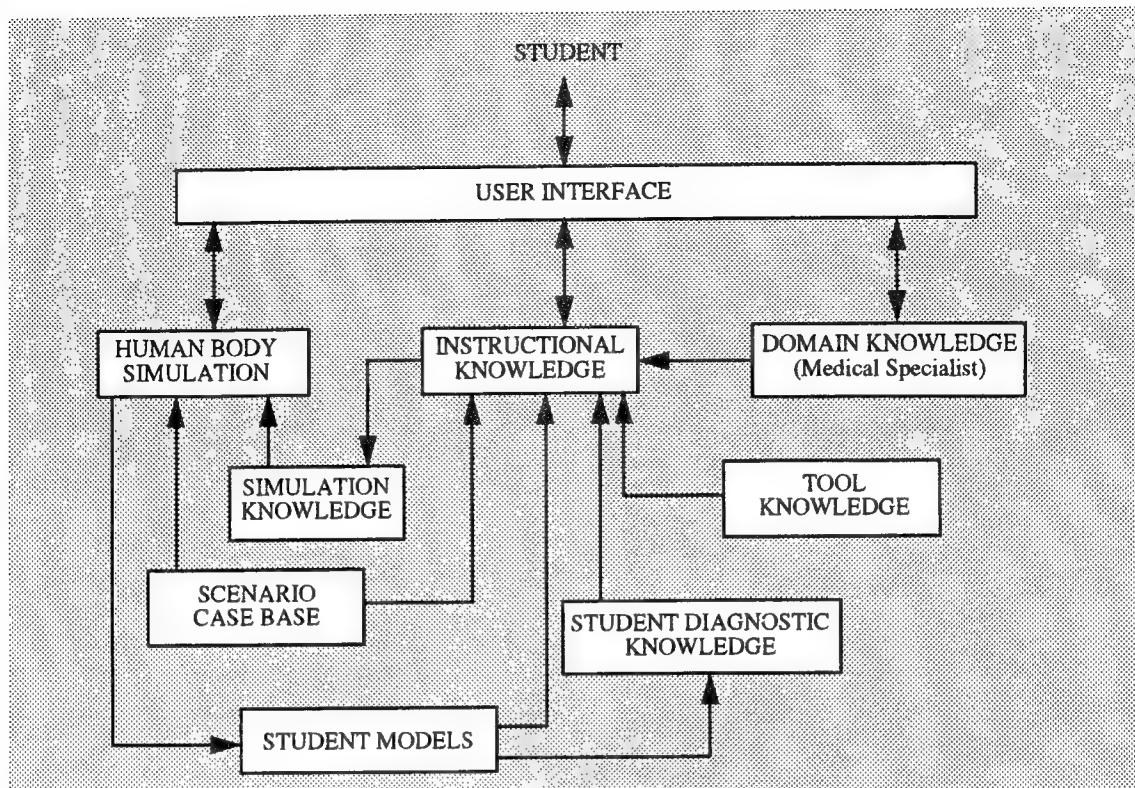 STUDENT
USER INTERFACE
HUMAN BODY
SIMULATION
INSTRUCTIONAL
KNOWLEDGE
DOMAIN KNOWLEDGE
(Medical Specialist)
SIMULATION
KNOWLEDGE
TOOL
KNOWLEDGE
SCENARIO
CASE BASE
STUDENT DIAGNOSTIC
KNOWLEDGE
STUDENT MODELS